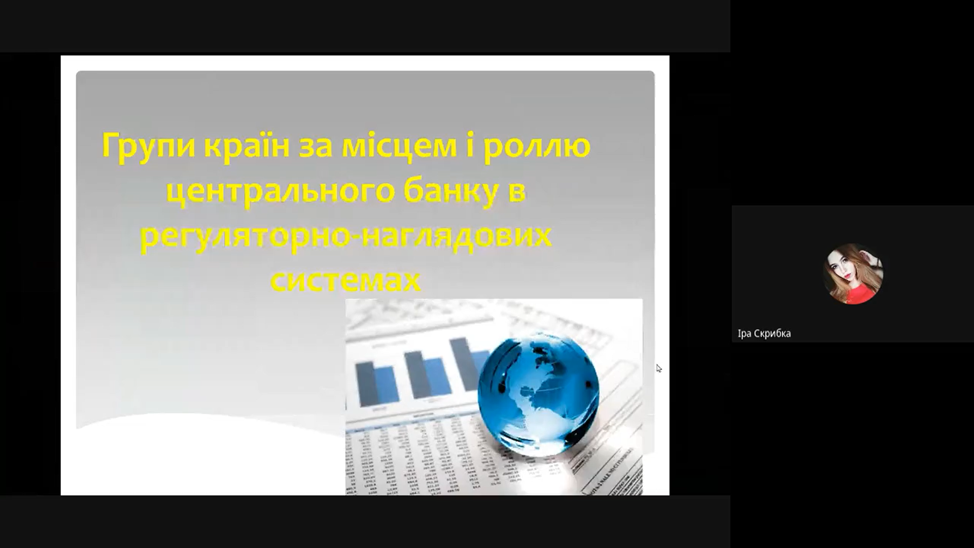 Групи країн за місцем і роллю
центрального банку в
регуляторно-наглядових
системах
Іра Скрибка